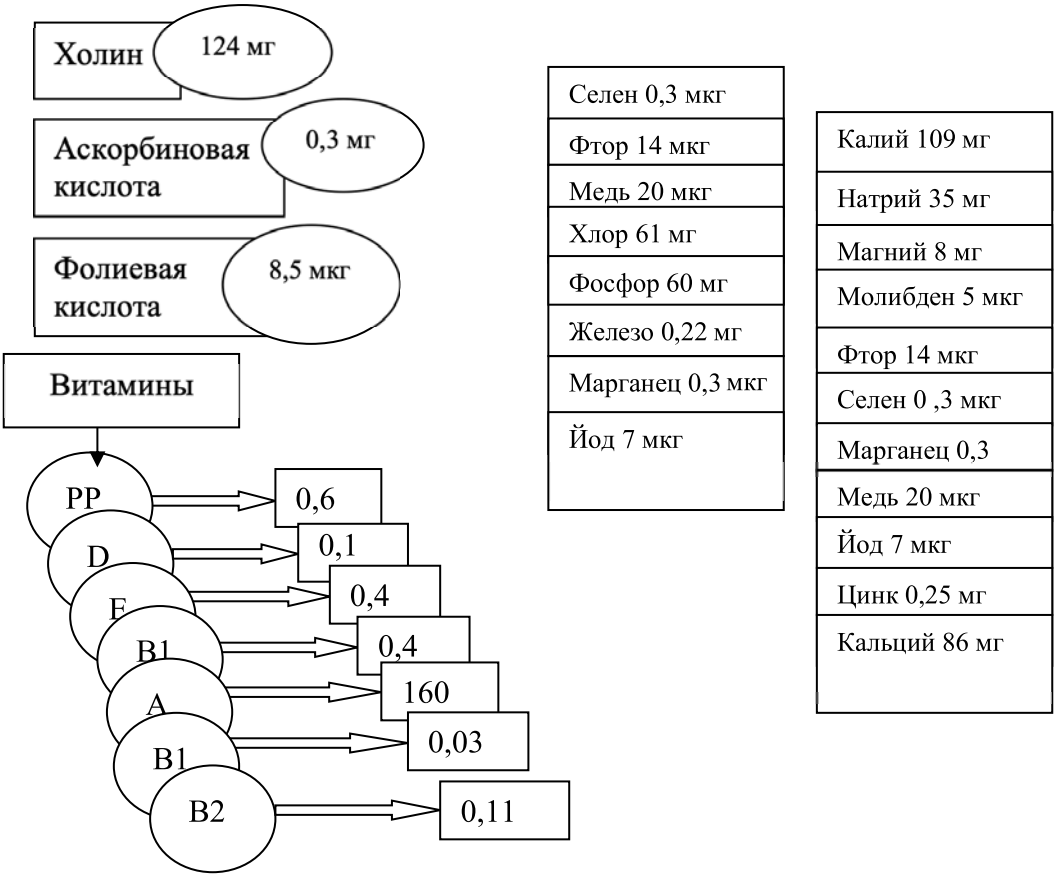 Холин
124 мг
Аскорбиновая
кислота
0,3 мг
Фолиевая
кислота
8,5 мкг
Витамины
PP
0,6
D
0,1
0,4
B1
0,4
A
160
B1
0,03
B2
0,11
Селен 0,3 мкг
Фтор 14 мкг
Медь 20 мкг
Хлор 61 мг
Фосфор 60 мг
Железо 0,22 мг
Марганец 0,3 мкг
Йод 7 мкг
Калий 109 мг
Натрий 35 мг
Магний 8 мг
Молибден 5 мкг
Фтор 14 мкг
Селен 0 ,3 мкг
Марганец 0,3
Медь 20 мкг
Йод 7 мкг
Цинк 0,25 мг
Кальций 86 мг